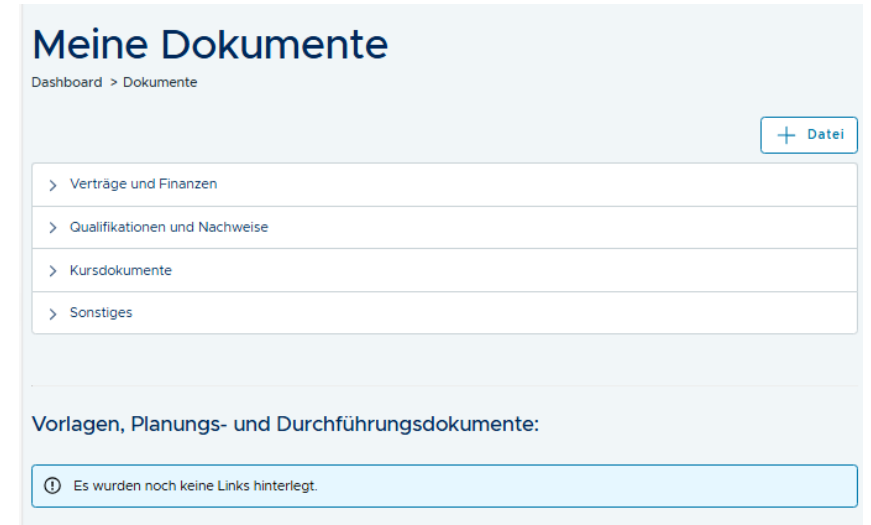 Meine Dokumente
Dashboard > Dokumente
+ Datei
> Verträge und Finanzen
> Qualifikationen und Nachweise
> Kursdokumente
> Sonstiges
Vorlagen, Planungs- und Durchführungsdokumente:
Es wurden noch keine Links hinterlegt.